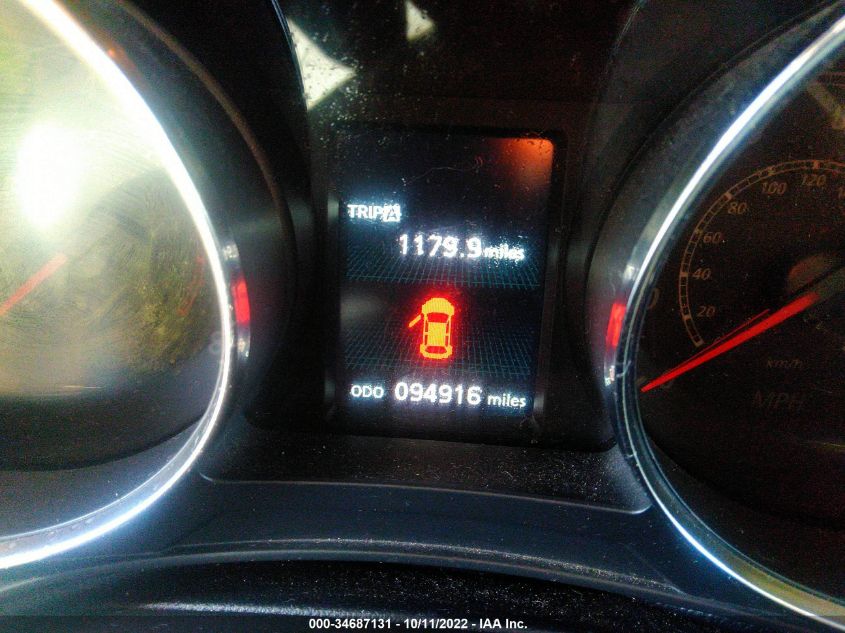 TRIP A
1179.9 miles
ODO 094916 miles
20
40
60
80
100
120
km/h
MPH
000-34687131 - 10/11/2022 - IAA Inc.